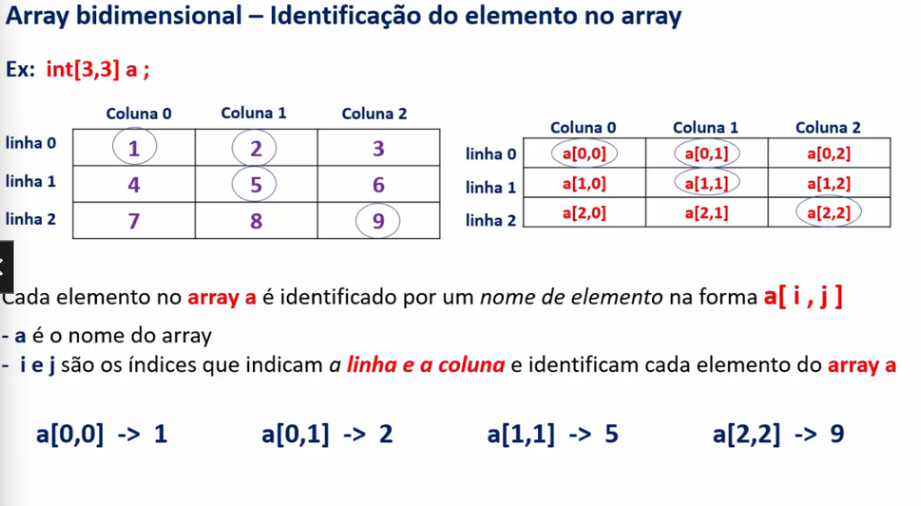 Array bidimensional – Identificação do elemento no array
Ex: int[3,3] a ;
Coluna 0 Coluna 1 Coluna 2
linha 0 1 2 3
linha 1 4 5 6
linha 2 7 8 9
Coluna 0 Coluna 1 Coluna 2
linha 0 a[0,0] a[0,1] a[0,2]
linha 1 a[1,0] a[1,1] a[1,2]
linha 2 a[2,0] a[2,1] a[2,2]
Cada elemento no array a é identificado por um nome de elemento na forma a[ i , j ]
- a é o nome do array
- i e j são os índices que indicam a linha e a coluna e identificam cada elemento do array a
a[0,0] -> 1 a[0,1] -> 2 a[1,1] -> 5 a[2,2] -> 9